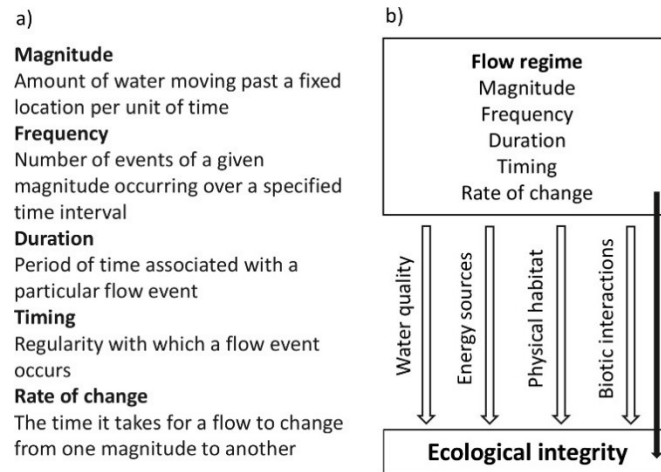 a)
Magnitude
Amount of water moving past a fixed
location per unit of time
Frequency
Number of events of a given
magnitude occurring over a specified
time interval
Duration
Period of time associated with a
particular flow event
Timing
Regularity with which a flow event
occurs
Rate of change
The time it takes for a flow to change
from one magnitude to another
b)
Flow regime
Magnitude
Frequency
Duration
Timing
Rate of change
Water quality
Energy sources
Physical habitat
Biotic interactions
Ecological integrity